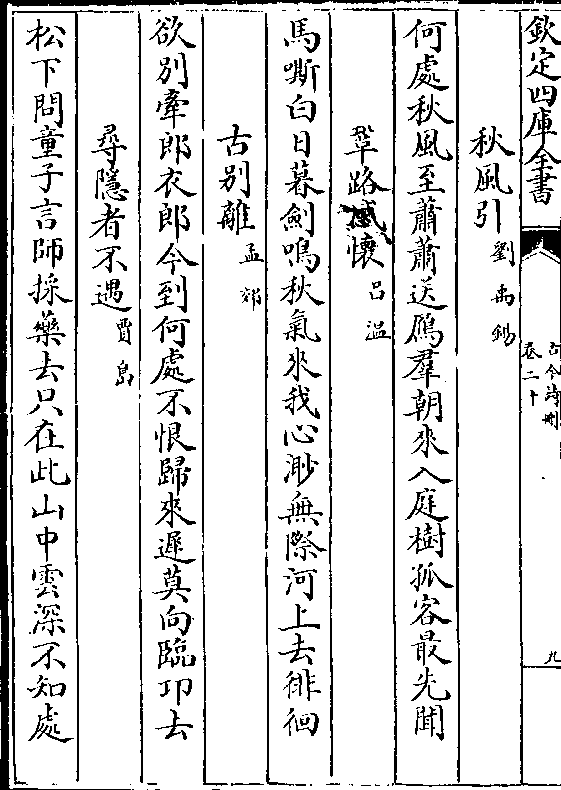 欽定四庫全書
古今詩刪
卷二十
九
秋風引 劉禹錫
何處秋風至蕭蕭送鴈羣朝來入庭樹孤客最先聞
鞏路感懷 吕溫
馬嘶白日暮劍鳴秋氣來我心渺無際河上去徘徊
古別離 孟郊
欲別牽郎衣郎今到何處不恨歸來遲莫向臨邛去
尋隱者不遇 賈島
松下問童子言師採藥去只在此山中雲深不知處